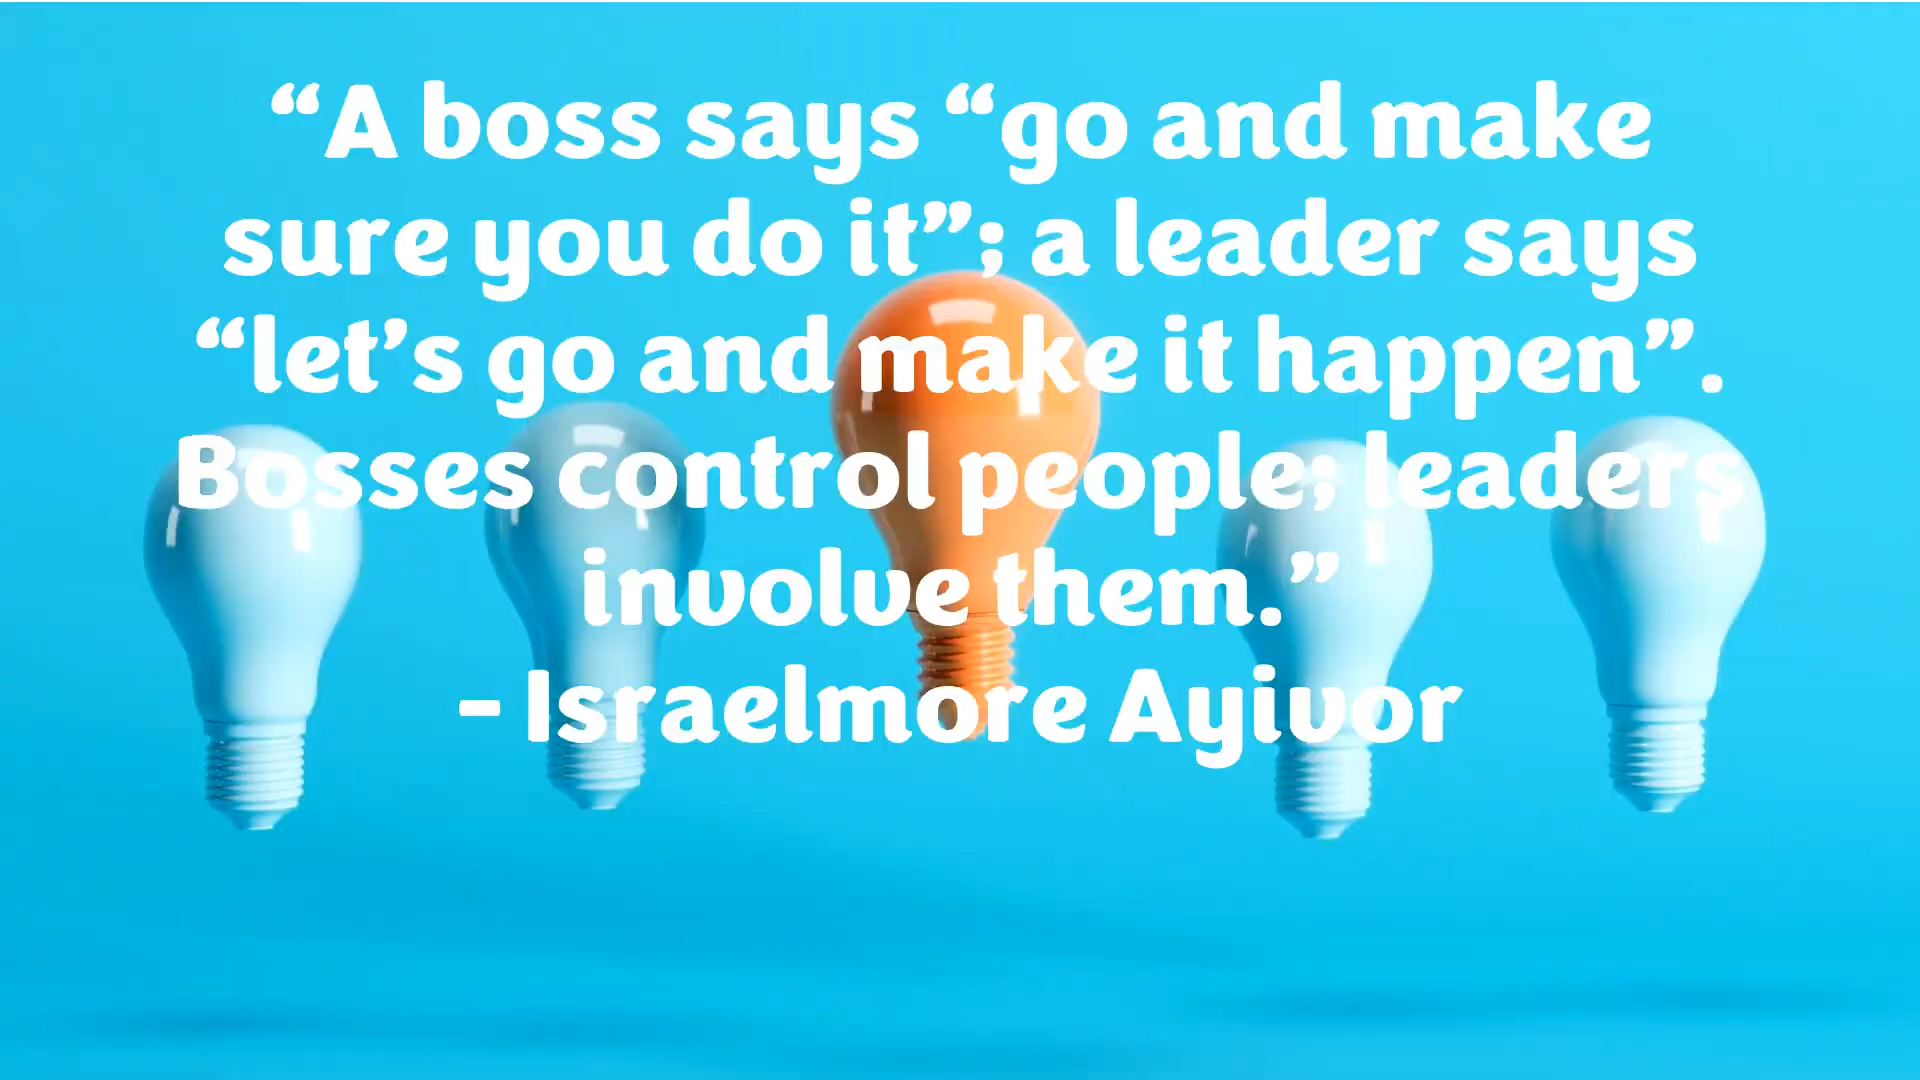 “A boss says “go and make
sure you do it”; a leader says
“let’s go and make it happen”.
Bosses control people; leaders
involve them.”
- Israelmore Ayivor